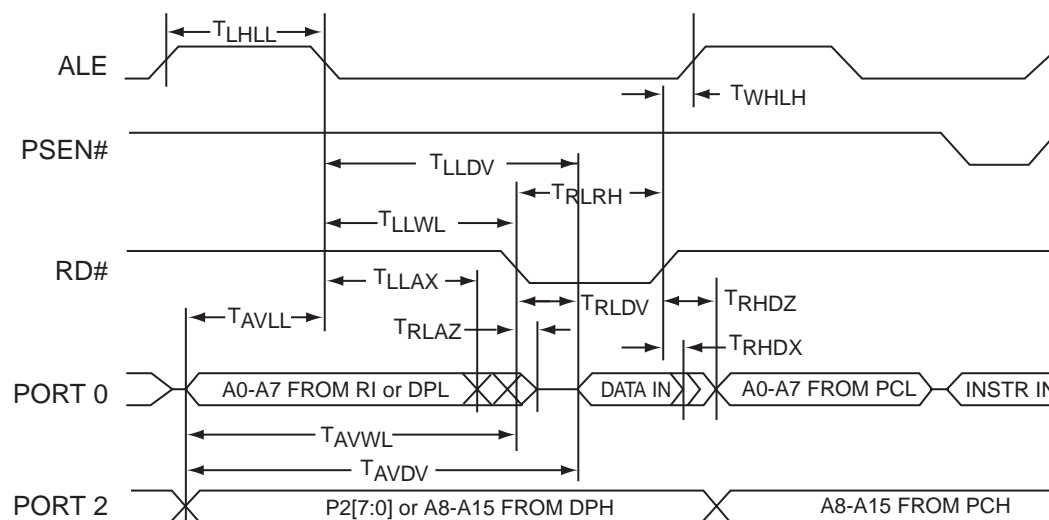 TLHLL
ALE
TWHLH
PSEN#
TLLDV
TRLRH
TLLWL
RD#
TLLAX
TRLDV
TRHDZ
TAVLL
TRLAZ
TRHDX
PORT 0
A0-A7 FROM RI or DPL
DATA IN
A0-A7 FROM PCL
INSTR IN
TAVWL
TAVDV
PORT 2
P2[7:0] or A8-A15 FROM DPH
A8-A15 FROM PCH